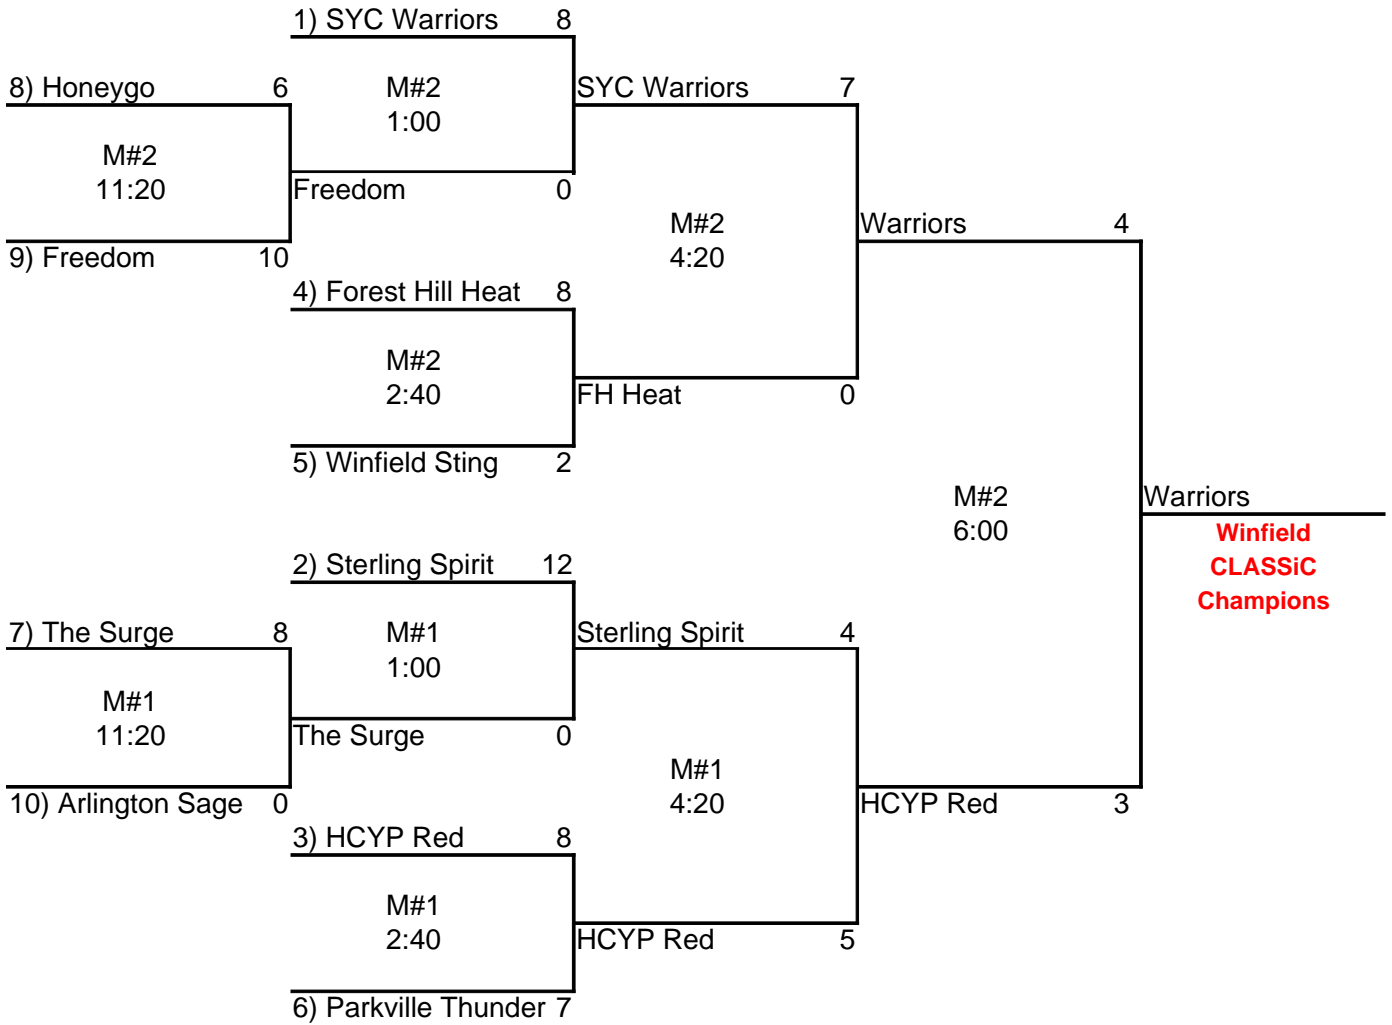 1) SYC Warriors 8
8) Honeygo 6
M#2
1:00
SYC Warriors 7
M#2
11:20
Freedom 0
9) Freedom 10
M#2
4:20
Warriors 4
4) Forest Hill Heat 8
M#2
2:40
FH Heat 0
5) Winfield Sting 2
M#2
6:00
Warriors
Winfield
CLASSiC
Champions
2) Sterling Spirit 12
7) The Surge 8
M#1
1:00
Sterling Spirit 4
M#1
11:20
The Surge 0
10) Arlington Sage 0
M#1
4:20
HCYP Red 3
3) HCYP Red 8
M#1
2:40
HCYP Red 5
6) Parkville Thunder 7